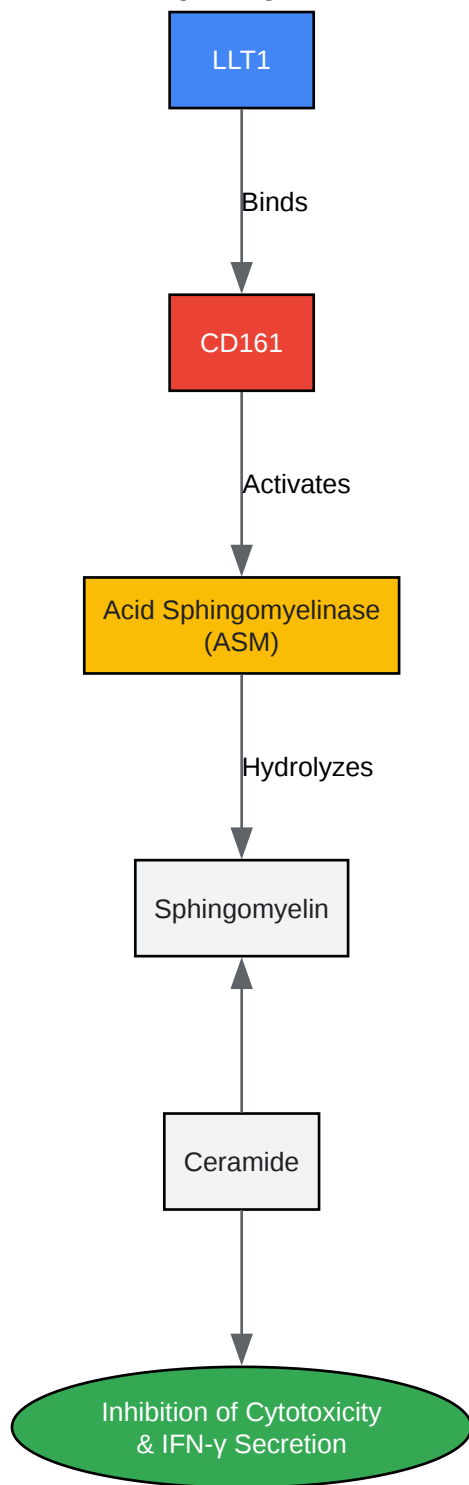 LLT1
Binds
CD161
Activates
Acid Sphingomyelinase
(ASM)
Hydrolyzes
Sphingomyelin
Ceramide
Inhibition of Cytotoxicity
& IFN-γ Secretion